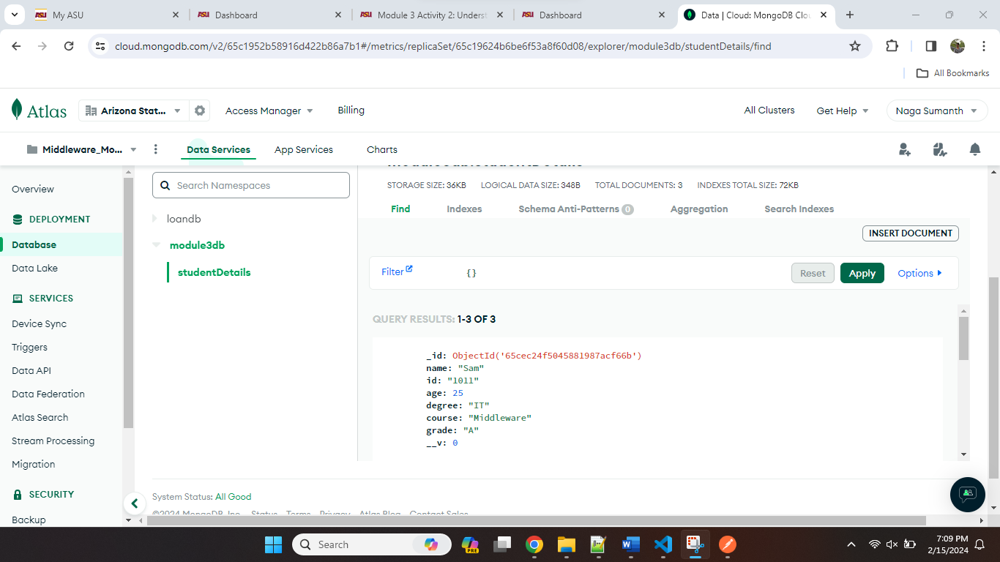 My ASU
Dashboard
Module 3 Activity 2: Underst
Dashboard
Data | Cloud: MongoDB Clou
cloud.mongodb.com/v2/65c1952b58916d422b86a7b1#/metrics/replicaSet/65c19624b6be6f53a8f60d08/explorer/module3db/studentDetails/find
All Bookmarks
Atlas
Arizona Stat...
Access Manager
Billing
All Clusters
Get Help
Naga Sumanth
Middleware_Mo...
Data Services
App Services
Charts
Overview
DEPLOYMENT
Database
Data Lake
SERVICES
Device Sync
Triggers
Data API
Data Federation
Atlas Search
Stream Processing
Migration
SECURITY
Backup
Search Namespaces
loandb
module3db
studentDetails
STORAGE SIZE: 36KB LOGICAL DATA SIZE: 348B TOTAL DOCUMENTS: 3 INDEXES TOTAL SIZE: 72KB
Find Indexes Schema Anti-Patterns 0 Aggregation Search Indexes
INSERT DOCUMENT
Filter {} Reset Apply Options
QUERY RESULTS: 1-3 OF 3
_id: ObjectId('65cec24f5045881987acf66b')
name: "Sam"
id: "1011"
age: 25
degree: "IT"
course: "Middleware"
grade: "A"
__v: 0
System Status: All Good
©2024 MongoDB, Inc. Status Terms Privacy Atlas Blog Contact Sales
Search
PRE
7:09 PM
2/15/2024